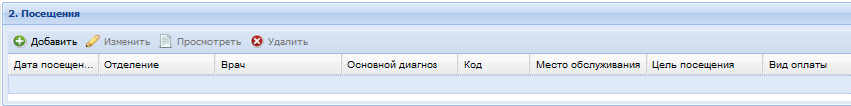 2. Посещения
Добавить Изменить Просмотреть Удалить
Дата посещен... Отделение Врач Основной диагноз Код Место обслуживания Цель посещения Вид оплаты